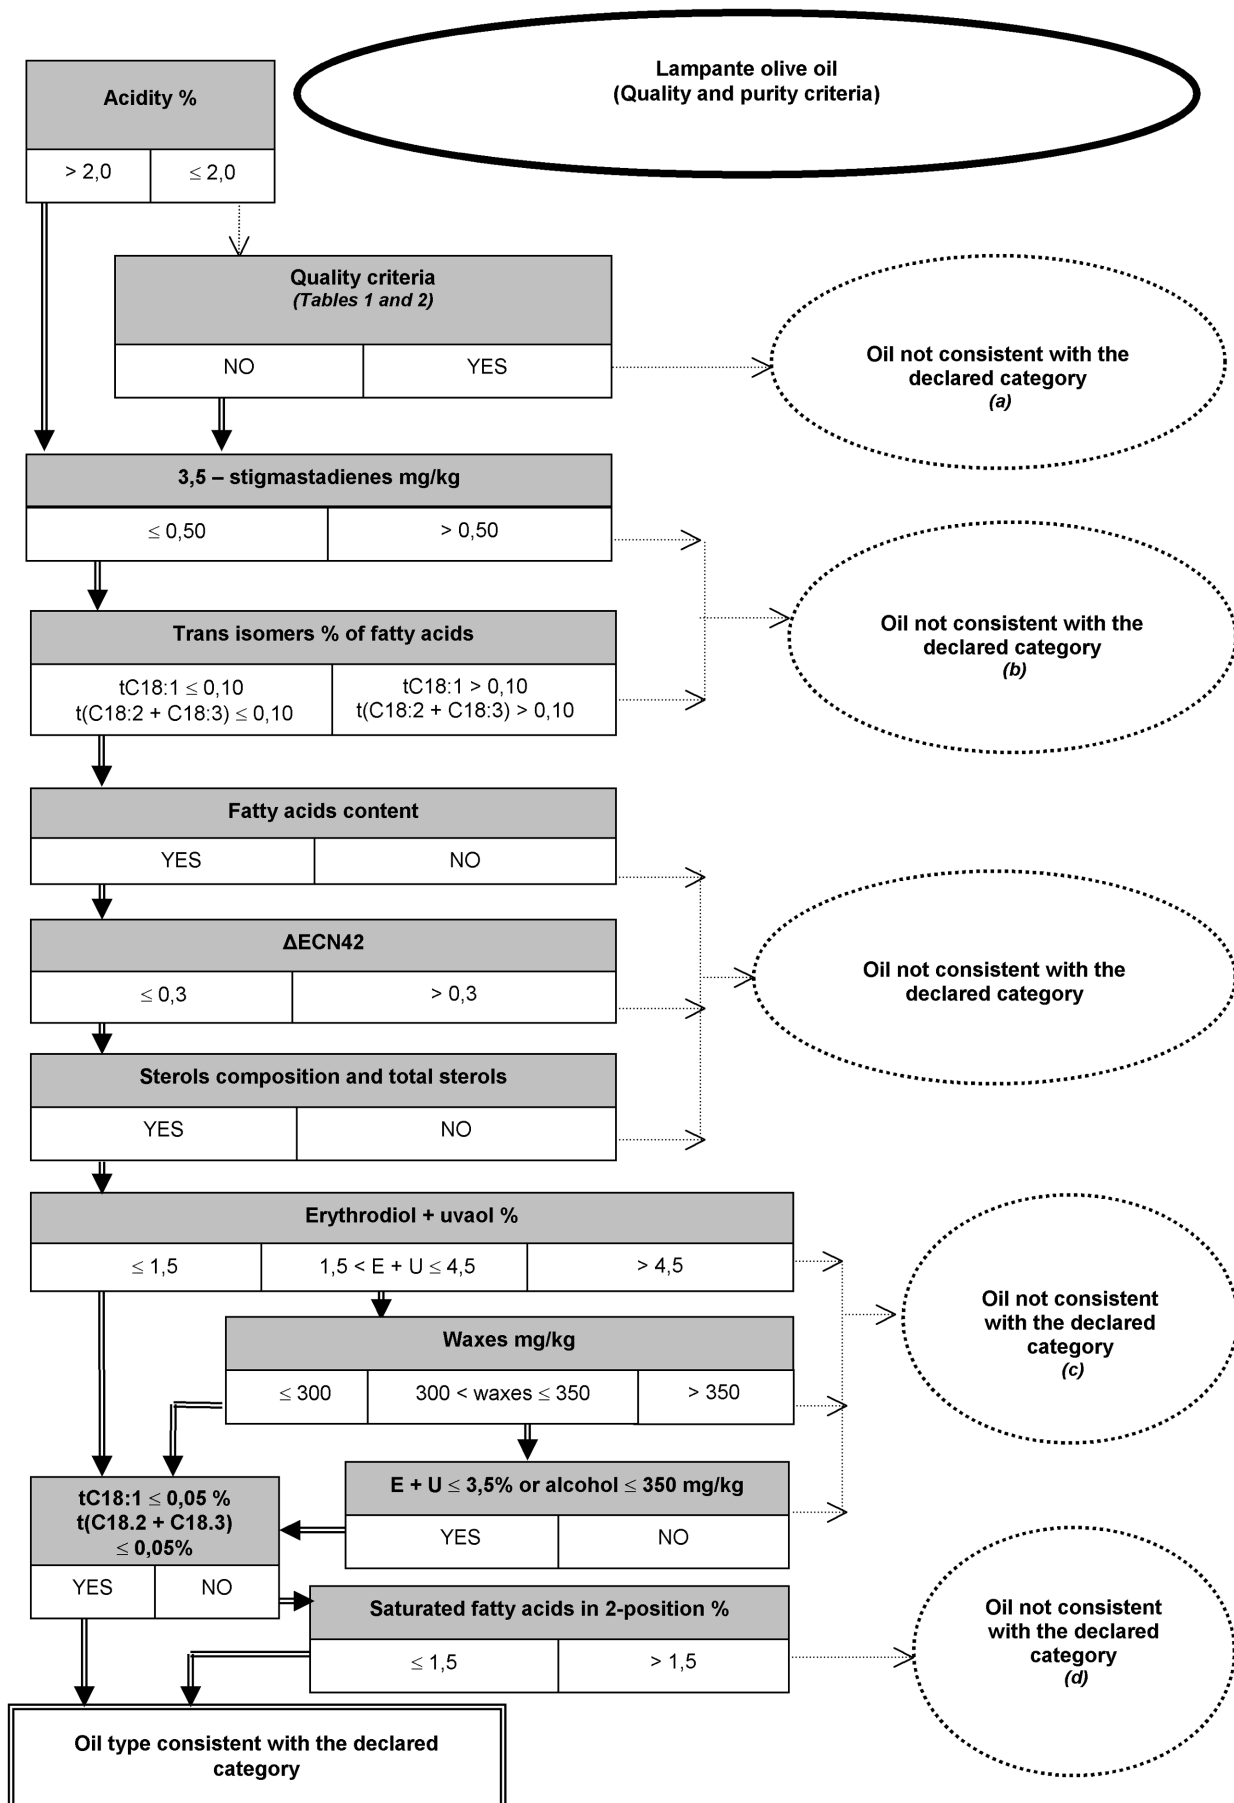 Lampante olive oil
(Quality and purity criteria)
Acidity %
> 2,0
≤ 2,0
Quality criteria
(Tables 1 and 2)
NO
YES
Oil not consistent with the
declared category
(a)
3,5 – stigmastadienes mg/kg
≤ 0,50
> 0,50
Oil not consistent with the
declared category
(b)
Trans isomers % of fatty acids
tC18:1 ≤ 0,10
t(C18:2 + C18:3) ≤ 0,10
tC18:1 > 0,10
t(C18:2 + C18:3) > 0,10
Fatty acids content
YES
NO
ΔECN42
≤ 0,3
> 0,3
Oil not consistent with the
declared category
Sterols composition and total sterols
YES
NO
Erythrodiol + uvaol %
≤ 1,5
1,5 < E + U ≤ 4,5
> 4,5
Oil not consistent
with the declared
category
(c)
Waxes mg/kg
≤ 300
300 < waxes ≤ 350
> 350
E + U ≤ 3,5% or alcohol ≤ 350 mg/kg
YES
NO
tC18:1 ≤ 0,05 %
t(C18.2 + C18.3)
≤ 0,05%
YES
NO
Saturated fatty acids in 2-position %
≤ 1,5
> 1,5
Oil not consistent
with the declared
category
(d)
Oil type consistent with the declared
category